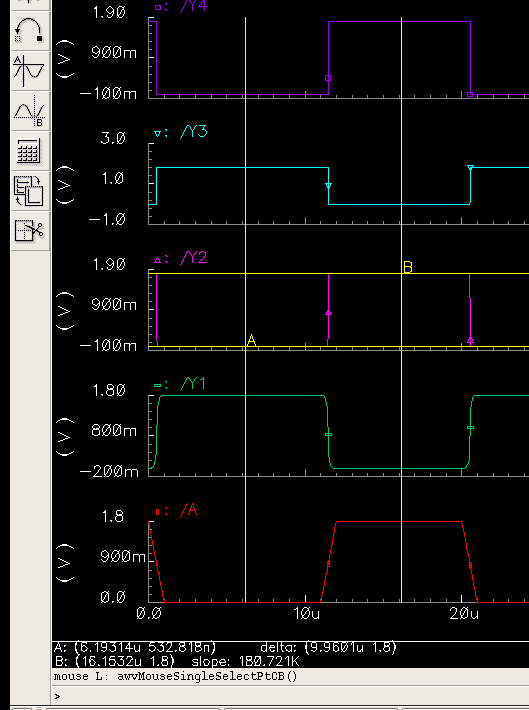 /Y4
1.90
900m
−100m
(V)
/Y3
3.0
1.0
−1.0
(V)
/Y2
1.90
900m
−100m
(V)
B
A
/Y1
1.80
800m
−200m
(V)
/A
1.8
900m
0.0
(V)
0.0 10u 20u
A: (6.19314u 532.818n) delta: (9.9601u 1.8)
B: (16.1532u 1.8) slope: 180.721K
mouse L: awvMouseSingleSelectPtCB()
>